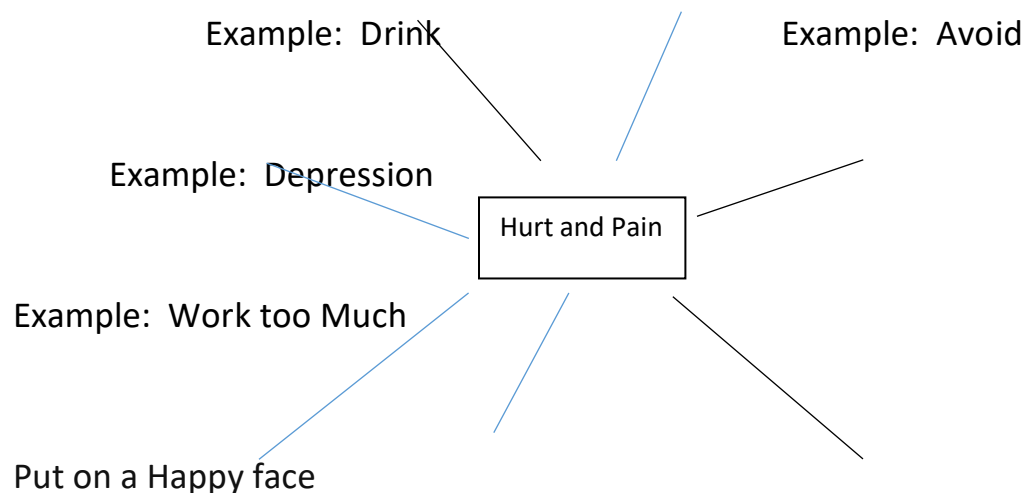 Example:  Drink
Example:  Avoid
Example:  Depression
Hurt and Pain
Example:  Work too Much
Put on a Happy face